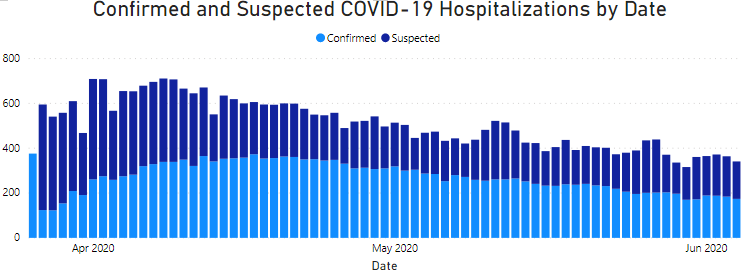 Confirmed and Suspected COVID-19 Hospitalizations by Date
Confirmed Suspected
800
600
400
200
0
Apr 2020 May 2020 Jun 2020
Date